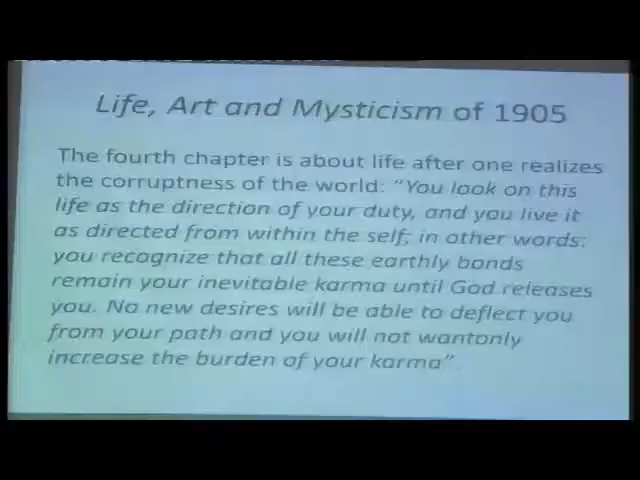 Life, Art and Mysticism of 1905
The fourth chapter is about life after one realizes
the corruptness of the world: “You look on this
life as the direction of your duty, and you live it
as directed from within the self; in other words:
you recognize that all these earthly bonds
remain your inevitable karma until God releases
you. No new desires will be able to deflect you
from your path and you will not wantonly
increase the burden of your karma”